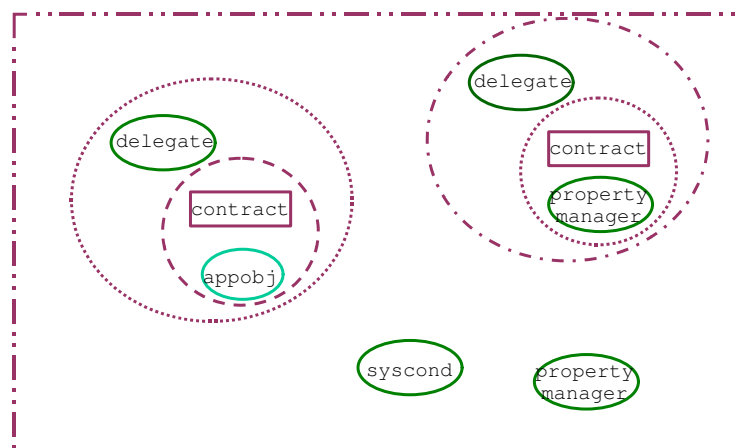 delegate
contract
appobj
delegate
contract
property
manager
syscond
property
manager